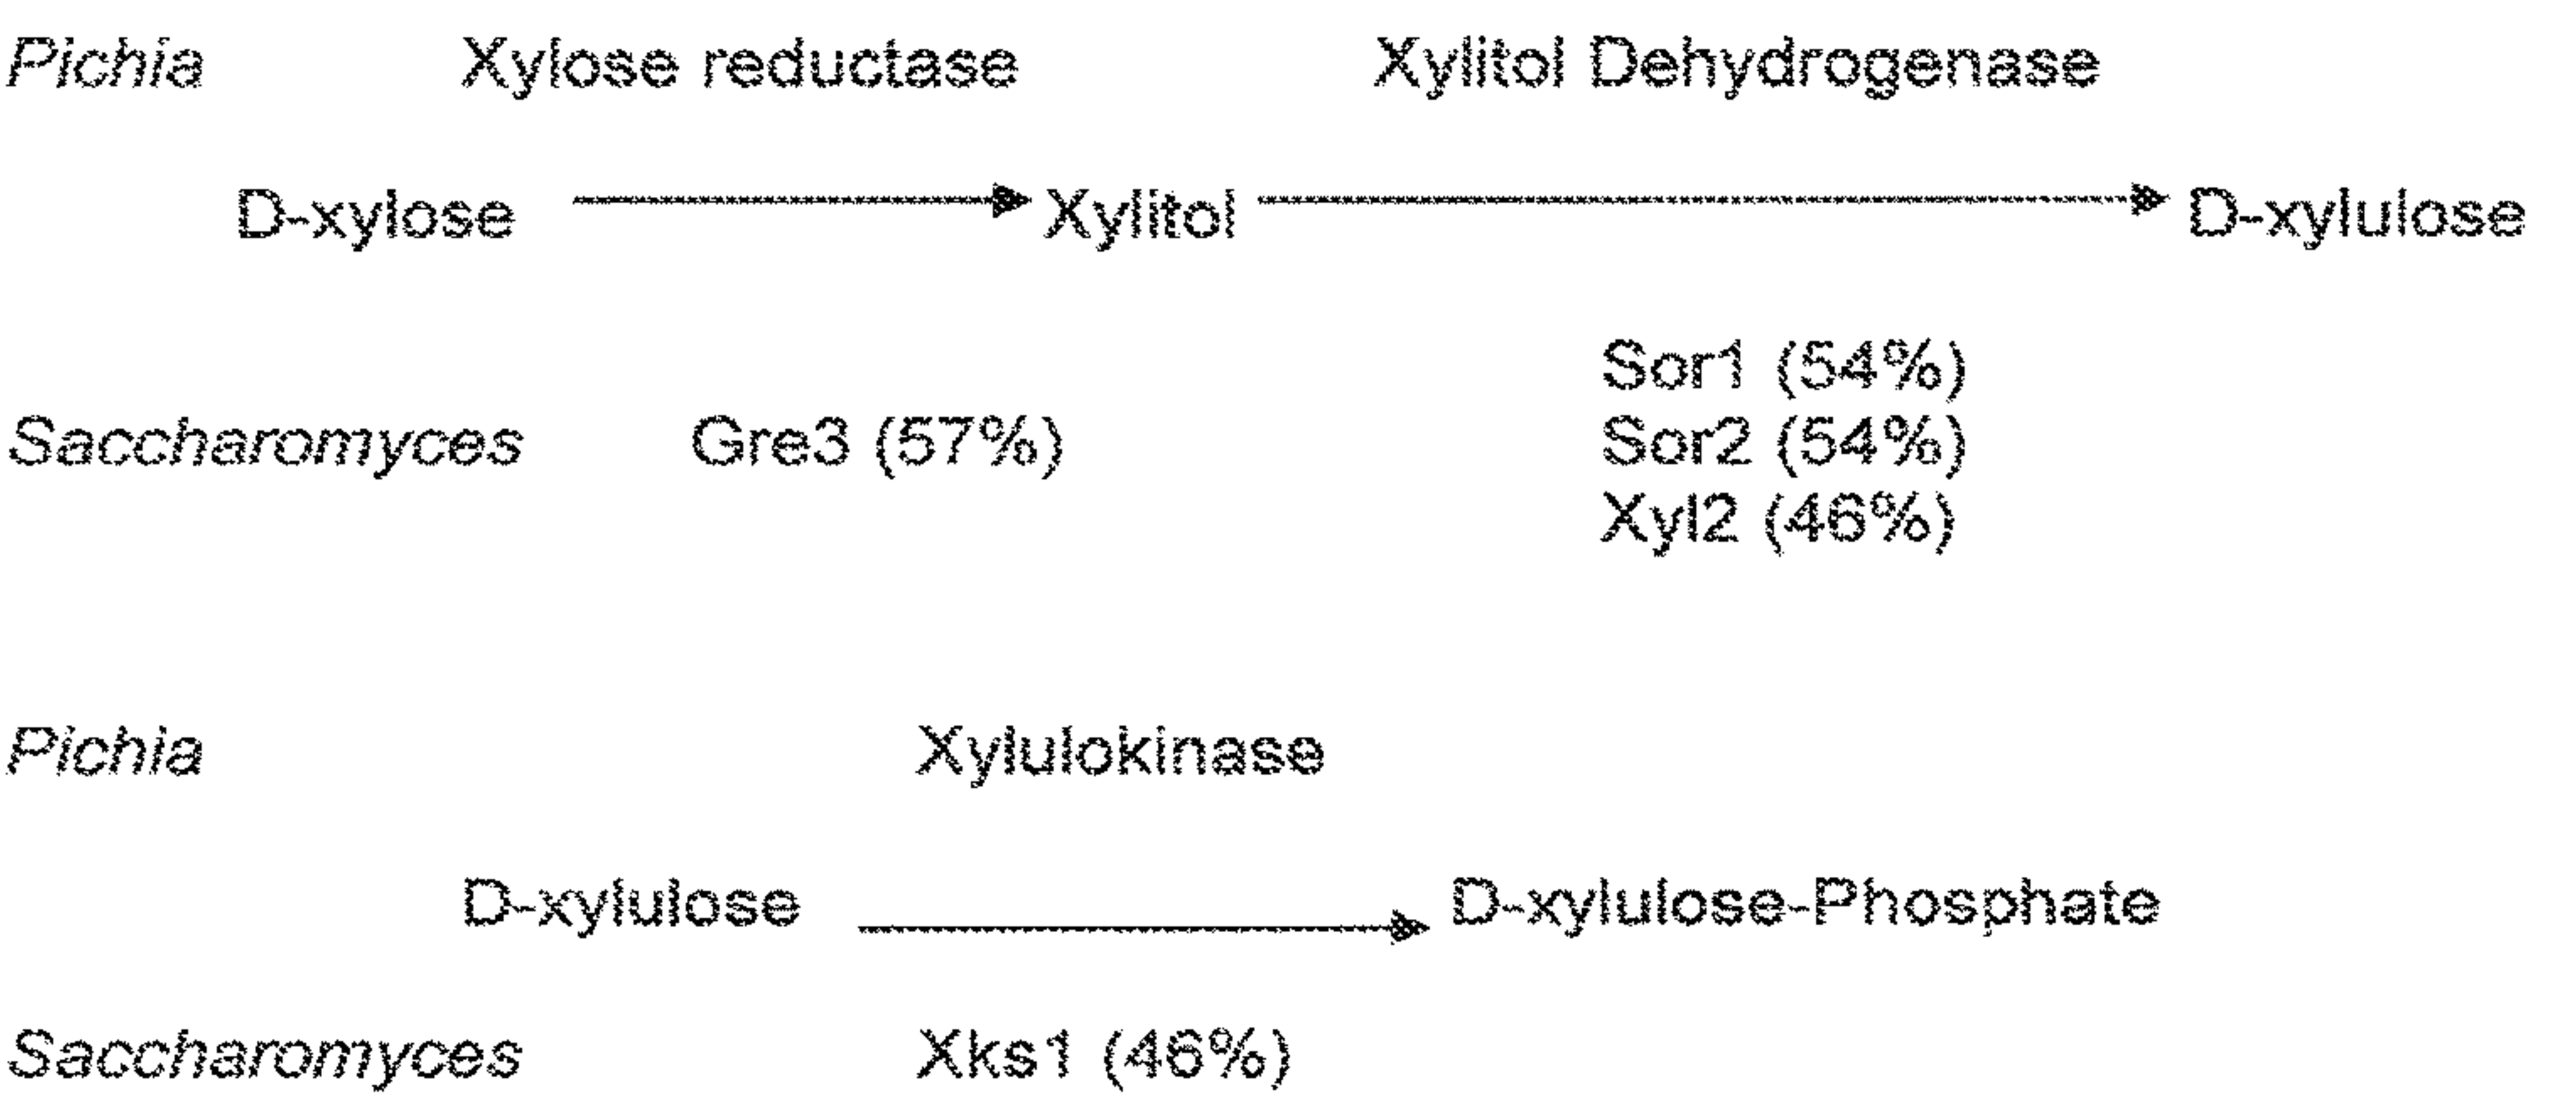 Pichia Xylose reductase Xylitol Dehydrogenase
D-xylose Xylitol D-xylulose
Sor1 (54%)
Saccharomyces Gre3 (57%) Sor2 (54%)
Xyl2 (46%)
Pichia Xylulokinase
D-xylulose D-xylulose-Phosphate
Saccharomyces Xks1 (46%)